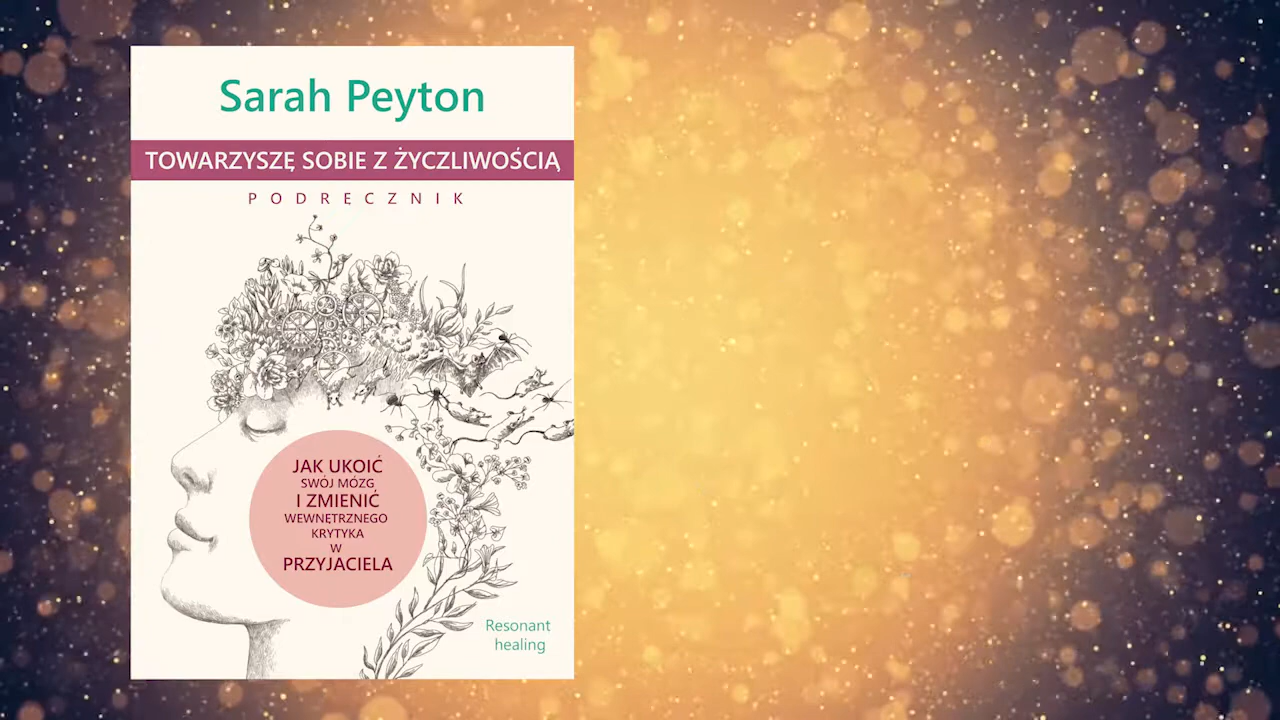 Sarah Peyton
TOWARZYSZĘ SOBIE Z ŻYCZLIWOŚCIĄ
PODRECZNIK
JAK UKOIĆ
SWÓJ MÓZG
I ZMIENIĆ
WEWNĘTRZNEGO
KRYTYKA
W
PRZYJACIELA
Resonant
healing